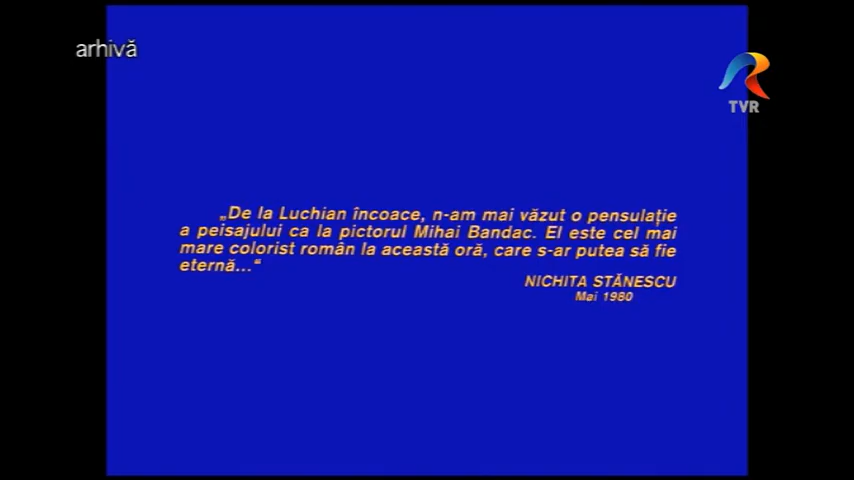 arhivă
TVR
„De la Luchian încoace, n-am mai văzut o pensulație
a peisajului ca la pictorul Mihai Bandac. El este cel mai
mare colorist român la această oră, care s-ar putea să fie
eternă...“
NICHITA STĂNESCU
Mai 1980